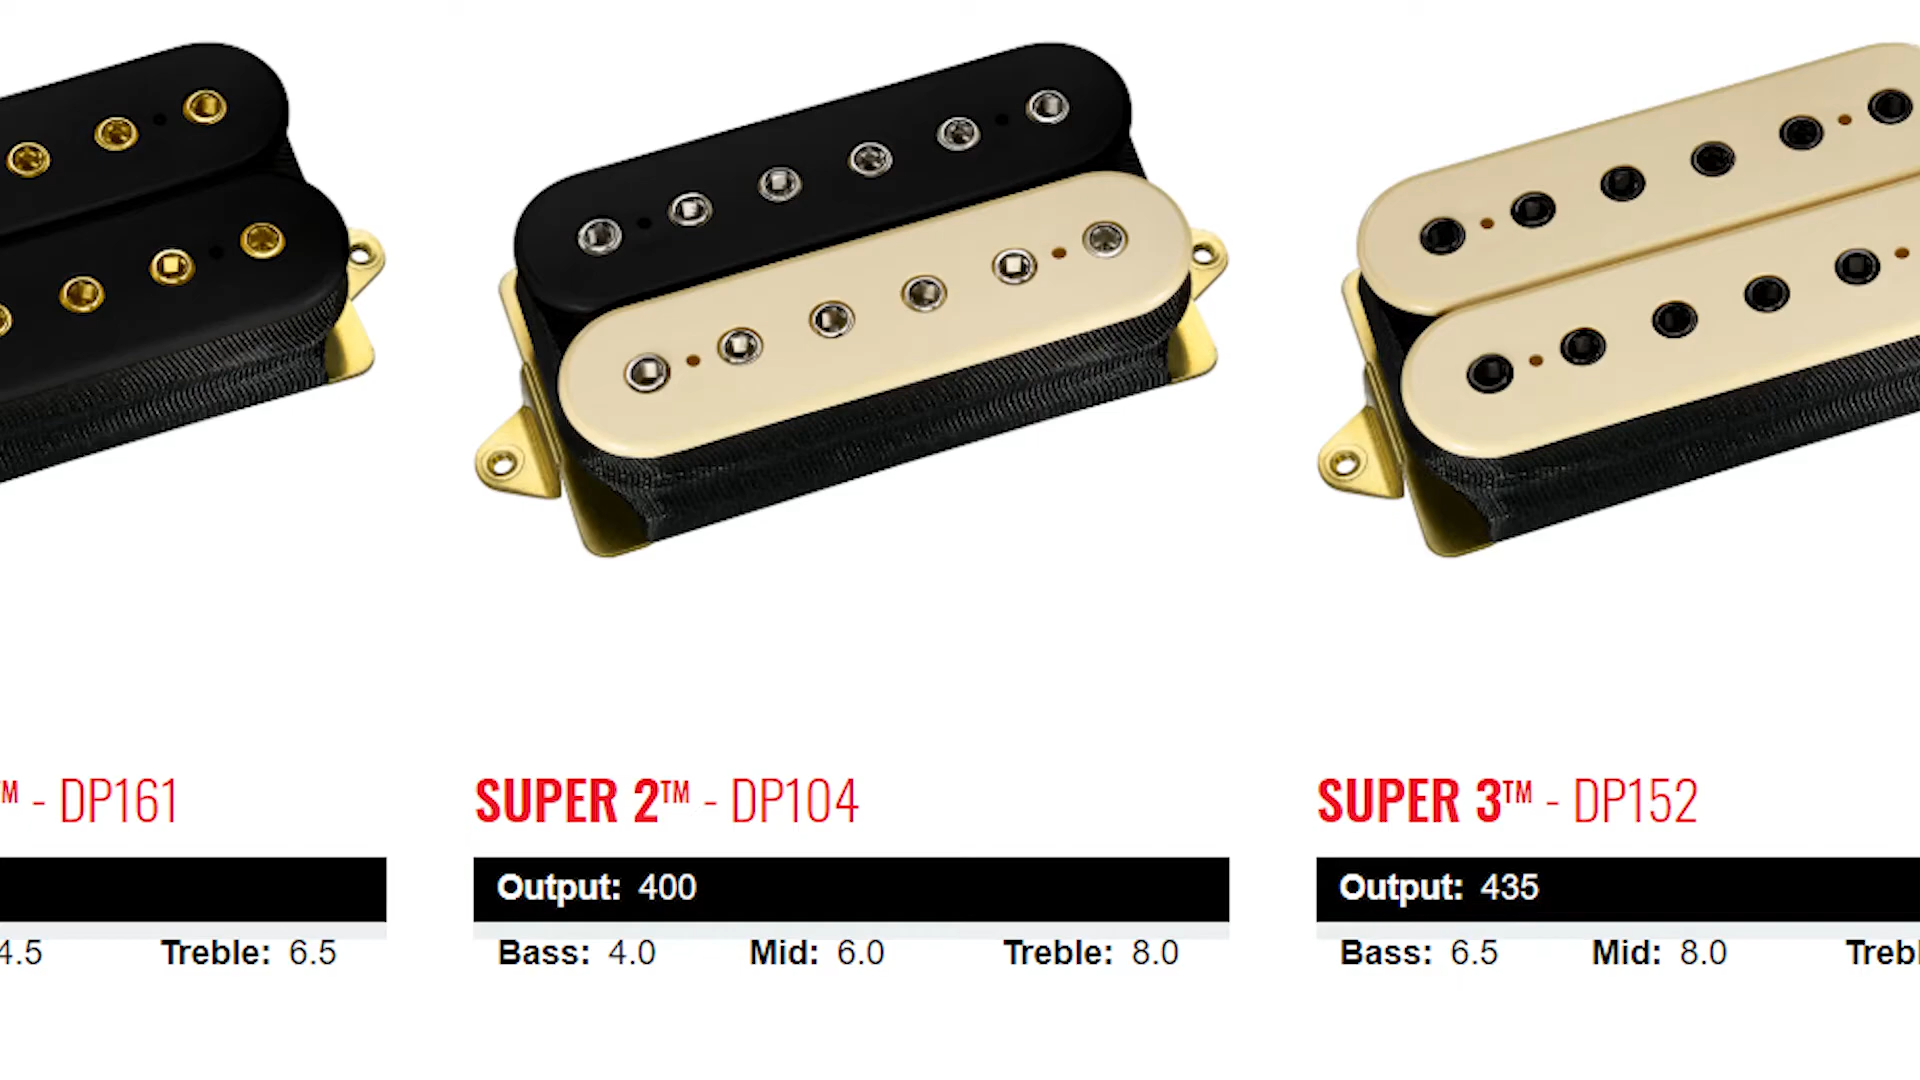 ™ - DP161
4.5 Treble: 6.5
SUPER 2™ - DP104
Output: 400
Bass: 4.0 Mid: 6.0 Treble: 8.0
SUPER 3™ - DP152
Output: 435
Bass: 6.5 Mid: 8.0